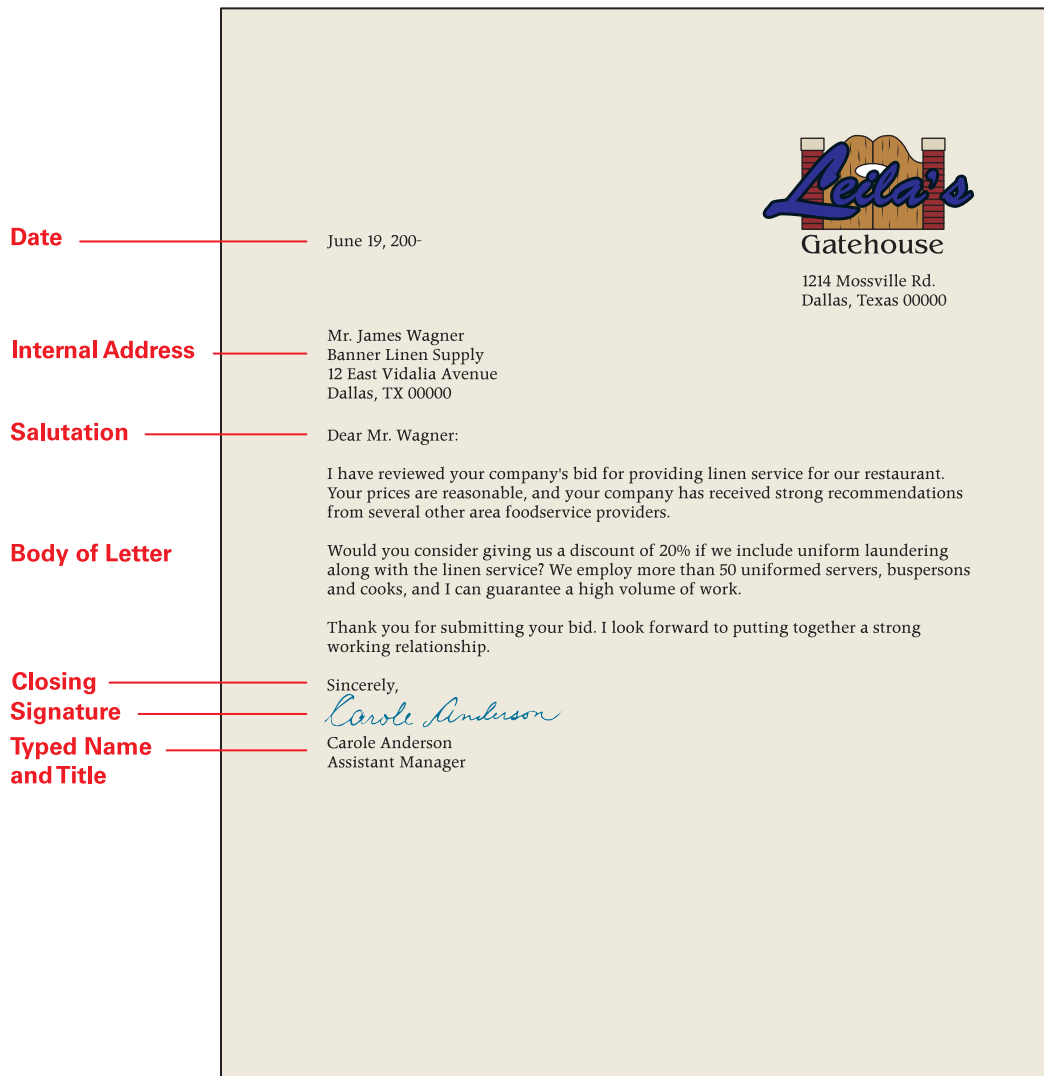 Leila's
Gatehouse
1214 Mossville Rd.
Dallas, Texas 00000
Date
June 19, 200-
Internal Address
Mr. James Wagner
Banner Linen Supply
12 East Vidalia Avenue
Dallas, TX 00000
Salutation
Dear Mr. Wagner:
I have reviewed your company's bid for providing linen service for our restaurant.
Your prices are reasonable, and your company has received strong recommendations
from several other area foodservice providers.
Body of Letter
Would you consider giving us a discount of 20% if we include uniform laundering
along with the linen service? We employ more than 50 uniformed servers, buspersons
and cooks, and I can guarantee a high volume of work.
Thank you for submitting your bid. I look forward to putting together a strong
working relationship.
Closing
Sincerely,
Signature
Carole Anderson
Typed Name
and Title
Carole Anderson
Assistant Manager